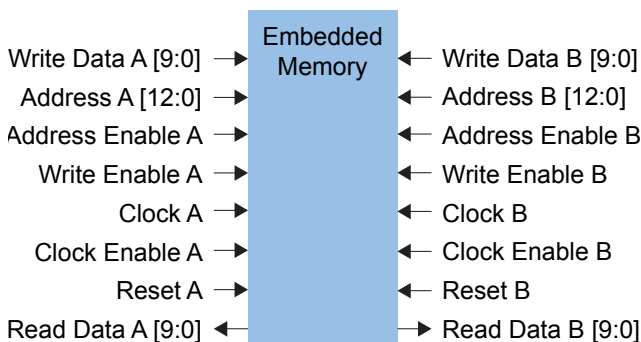 Embedded
Memory
Write Data A [9:0]
Address A [12:0]
Address Enable A
Write Enable A
Clock A
Clock Enable A
Reset A
Read Data A [9:0]
Write Data B [9:0]
Address B [12:0]
Address Enable B
Write Enable B
Clock B
Clock Enable B
Reset B
Read Data B [9:0]